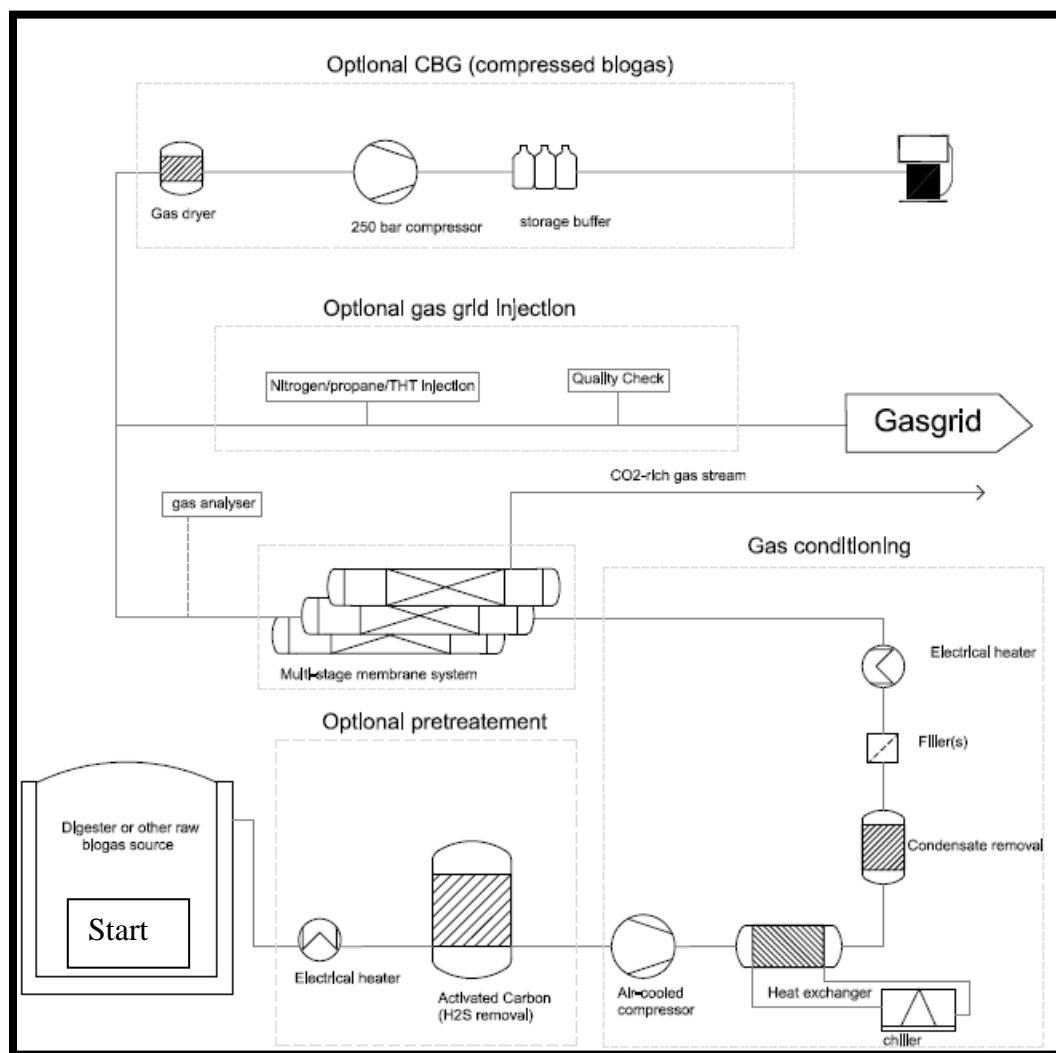 Optional CBG (compressed blogas)
Gas dryer
250 bar compressor
storage buffer
Optional gas grid Injection
Nitrogen/propane/THT Injection
Quality Check
Gasgrid
CO2-rich gas stream
gas analyser
Gas conditioning
Multi-stage membrane system
Electrical heater
Filler(s)
Condensate removal
Optional pretreatement
Digester or other raw
blogas source
Start
Electrical heater
Activated Carbon
(H2S removal)
Air-cooled
compressor
Heat exchanger
chiller